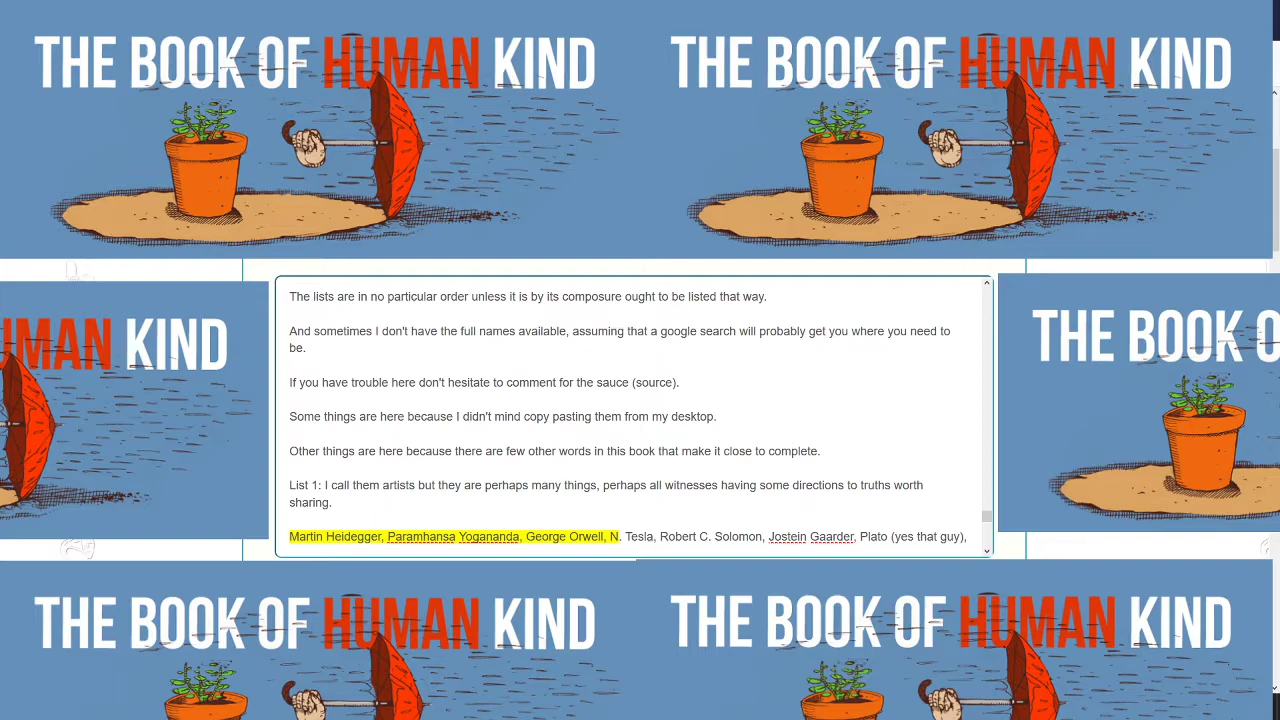 THE BOOK OF HUMAN KIND
THE BOOK OF HUMAN KIND
The lists are in no particular order unless it is by its composure ought to be listed that way.
And sometimes I don't have the full names available, assuming that a google search will probably get you where you need to
be.
If you have trouble here don't hesitate to comment for the sauce (source).
Some things are here because I didn't mind copy pasting them from my desktop.
Other things are here because there are few other words in this book that make it close to complete.
List 1: I call them artists but they are perhaps many things, perhaps all witnesses having some directions to truths worth
sharing.
Martin Heidegger, Paramhansa Yogananda, George Orwell, N. Tesla, Robert C. Solomon, Jostein Gaarder, Plato (yes that guy),
UMAN KIND
THE BOOK O
THE BOOK OF HUMAN KIND
THE BOOK OF HUMAN KIND